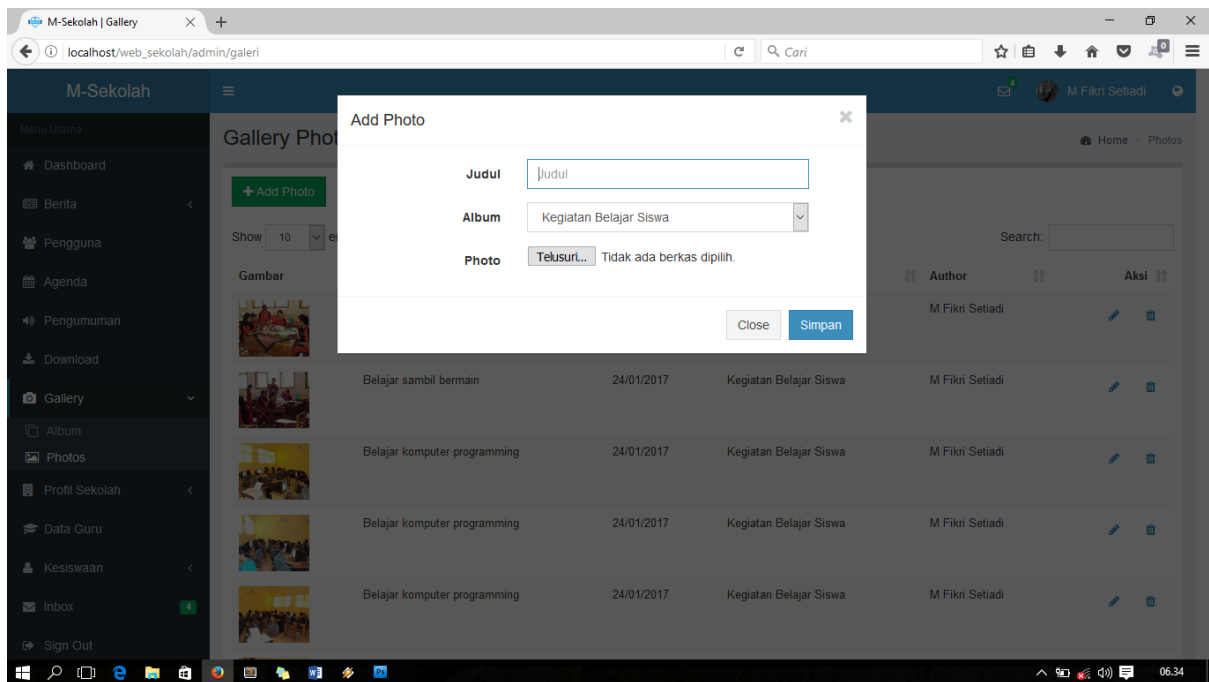 M-Sekolah | Gallery
localhost/web_sekolah/admin/galeri
Cari
0
M-Sekolah
4
M Fikri Setiadi
Menu Utama
Dashboard
Berita
Pengguna
Agenda
Pengumuman
Download
Gallery
Album
Photos
Profil Sekolah
Data Guru
Kesiswaan
Inbox 4
Sign Out
Gallery Phot
Home > Photos
+ Add Photo
Show 10 e
Search:
Gambar Author Aksi
Add Photo
Judul Judul
Album Kegiatan Belajar Siswa
Photo Telusuri... Tidak ada berkas dipilih.
Close Simpan
M Fikri Setiadi
Belajar sambil bermain 24/01/2017 Kegiatan Belajar Siswa M Fikri Setiadi
Belajar komputer programming 24/01/2017 Kegiatan Belajar Siswa M Fikri Setiadi
Belajar komputer programming 24/01/2017 Kegiatan Belajar Siswa M Fikri Setiadi
Belajar komputer programming 24/01/2017 Kegiatan Belajar Siswa M Fikri Setiadi
Ps
06.34